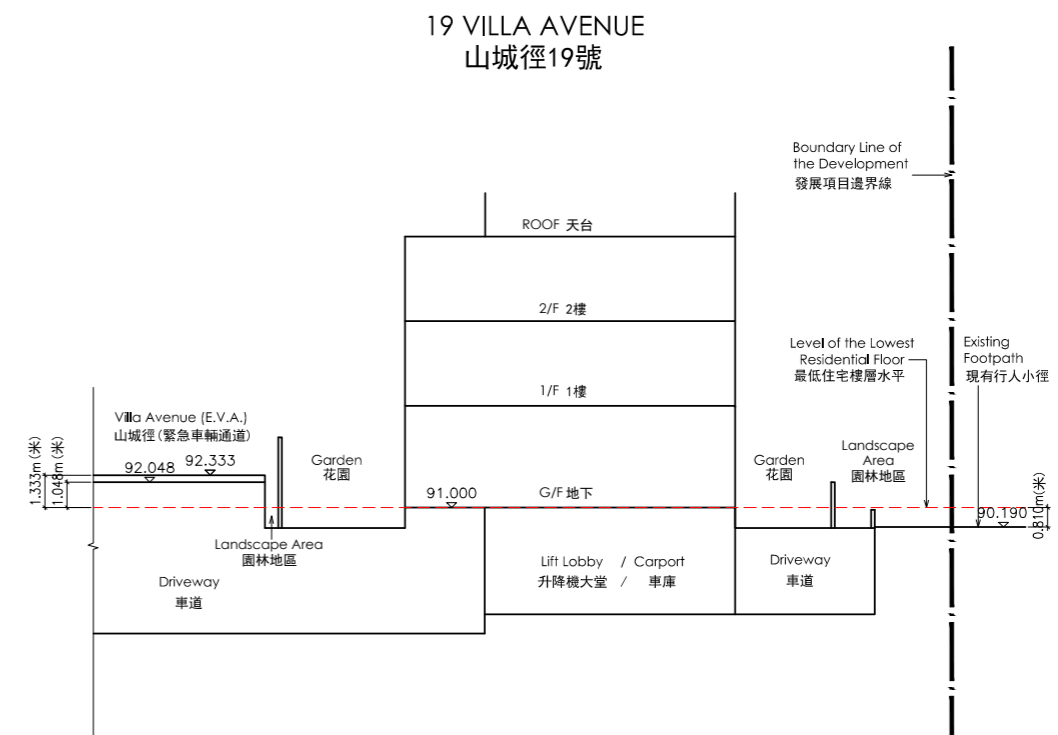 19 VILLA AVENUE
山城徑19號
Boundary Line of
the Development
發展項目邊界線
ROOF 天台
2/F 2樓
Level of the Lowest
Residential Floor
最低住宅樓層水平
Existing
Footpath
現有行人小徑
1/F 1樓
Villa Avenue (E.V.A.)
山城徑(緊急車輛通道)
1.333m (米)
1.048m (米)
92.048
92.333
Garden
花園
91.000
G/F 地下
Garden
花園
Landscape
Area
園林地區
90.190
0.810m(米)
Landscape Area
園林地區
Driveway
車道
Lift Lobby / Carport
升降機大堂 / 車庫
Driveway
車道